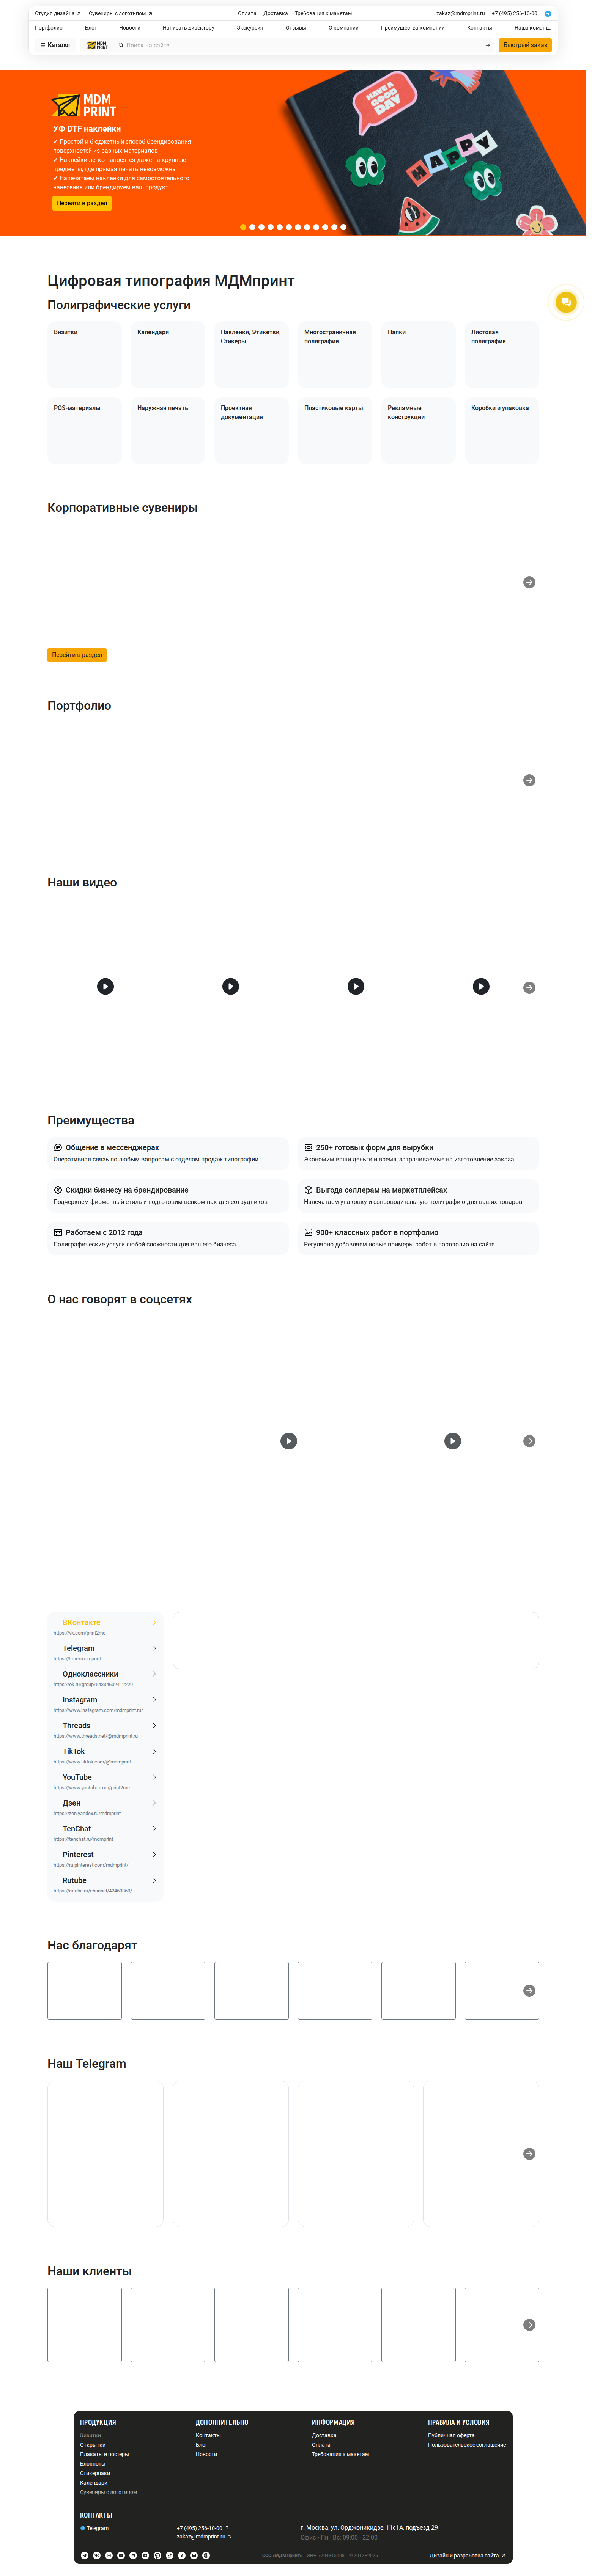 Студия дизайна
Сувениры с логотипом
Оплата
Доставка
Требования к макетам
zakaz@mdmprint.ru
+7 (495) 256-10-00
Портфолио
Блог
Новости
Написать директору
Экскурсия
Отзывы
О компании
Преимущества компании
Контакты
Наша команда
Каталог
MDM PRINT
Поиск на сайте
Быстрый заказ
MDM
PRINT
УФ DTF наклейки
✓ Простой и бюджетный способ брендирования
поверхностей из разных материалов
✓ Наклейки легко наносятся даже на крупные
предметы, где прямая печать невозможна
✓ Напечатаем наклейки для самостоятельного
нанесения или брендируем ваш продукт
Перейти в раздел
HAVE A
GOOD
DAY
HAPPY
Цифровая типография МДМпринт
Полиграфические услуги
Визитки
Календари
Наклейки, Этикетки,
Стикеры
Многостраничная
полиграфия
Папки
Листовая
полиграфия
POS-материалы
Наружная печать
Проектная
документация
Пластиковые карты
Рекламные
конструкции
Коробки и упаковка
Корпоративные сувениры
Перейти в раздел
Портфолио
Наши видео
Преимущества
Общение в мессенджерах
Оперативная связь по любым вопросам с отделом продаж типографии
250+ готовых форм для вырубки
Экономим ваши деньги и время, затрачиваемые на изготовление заказа
Скидки бизнесу на брендирование
Подчеркнем фирменный стиль и подготовим велком пак для сотрудников
Выгода селлерам на маркетплейсах
Напечатаем упаковку и сопроводительную полиграфию для ваших товаров
Работаем с 2012 года
Полиграфические услуги любой сложности для вашего бизнеса
900+ классных работ в портфолио
Регулярно добавляем новые примеры работ в портфолио на сайте
О нас говорят в соцсетях
ВКонтакте
https://vk.com/print2me
Telegram
https://t.me/mdmprint
Одноклассники
https://ok.ru/group/54334602412229
Instagram
https://www.instagram.com/mdmprint.ru/
Threads
https://www.threads.net/@mdmprint.ru
TikTok
https://www.tiktok.com/@mdmprint
YouTube
https://www.youtube.com/print2me
Дзен
https://zen.yandex.ru/mdmprint
TenChat
https://tenchat.ru/mdmprint
Pinterest
https://ru.pinterest.com/mdmprint/
Rutube
https://rutube.ru/channel/42463860/
Нас благодарят
Наш Telegram
Наши клиенты
ПРОДУКЦИЯ
Визитки
Открытки
Плакаты и постеры
Блокноты
Стикерпаки
Календари
Сувениры с логотипом
ДОПОЛНИТЕЛЬНО
Контакты
Блог
Новости
ИНФОРМАЦИЯ
Доставка
Оплата
Требования к макетам
ПРАВИЛА И УСЛОВИЯ
Публичная оферта
Пользовательское соглашение
КОНТАКТЫ
Telegram
+7 (495) 256-10-00
zakaz@mdmprint.ru
г. Москва, ул. Орджоникидзе, 11с1А, подъезд 29
Офис • Пн - Вс: 09:00 - 22:00
ООО «МДМПринт»
© 2012—2025
Дизайн и разработка сайта